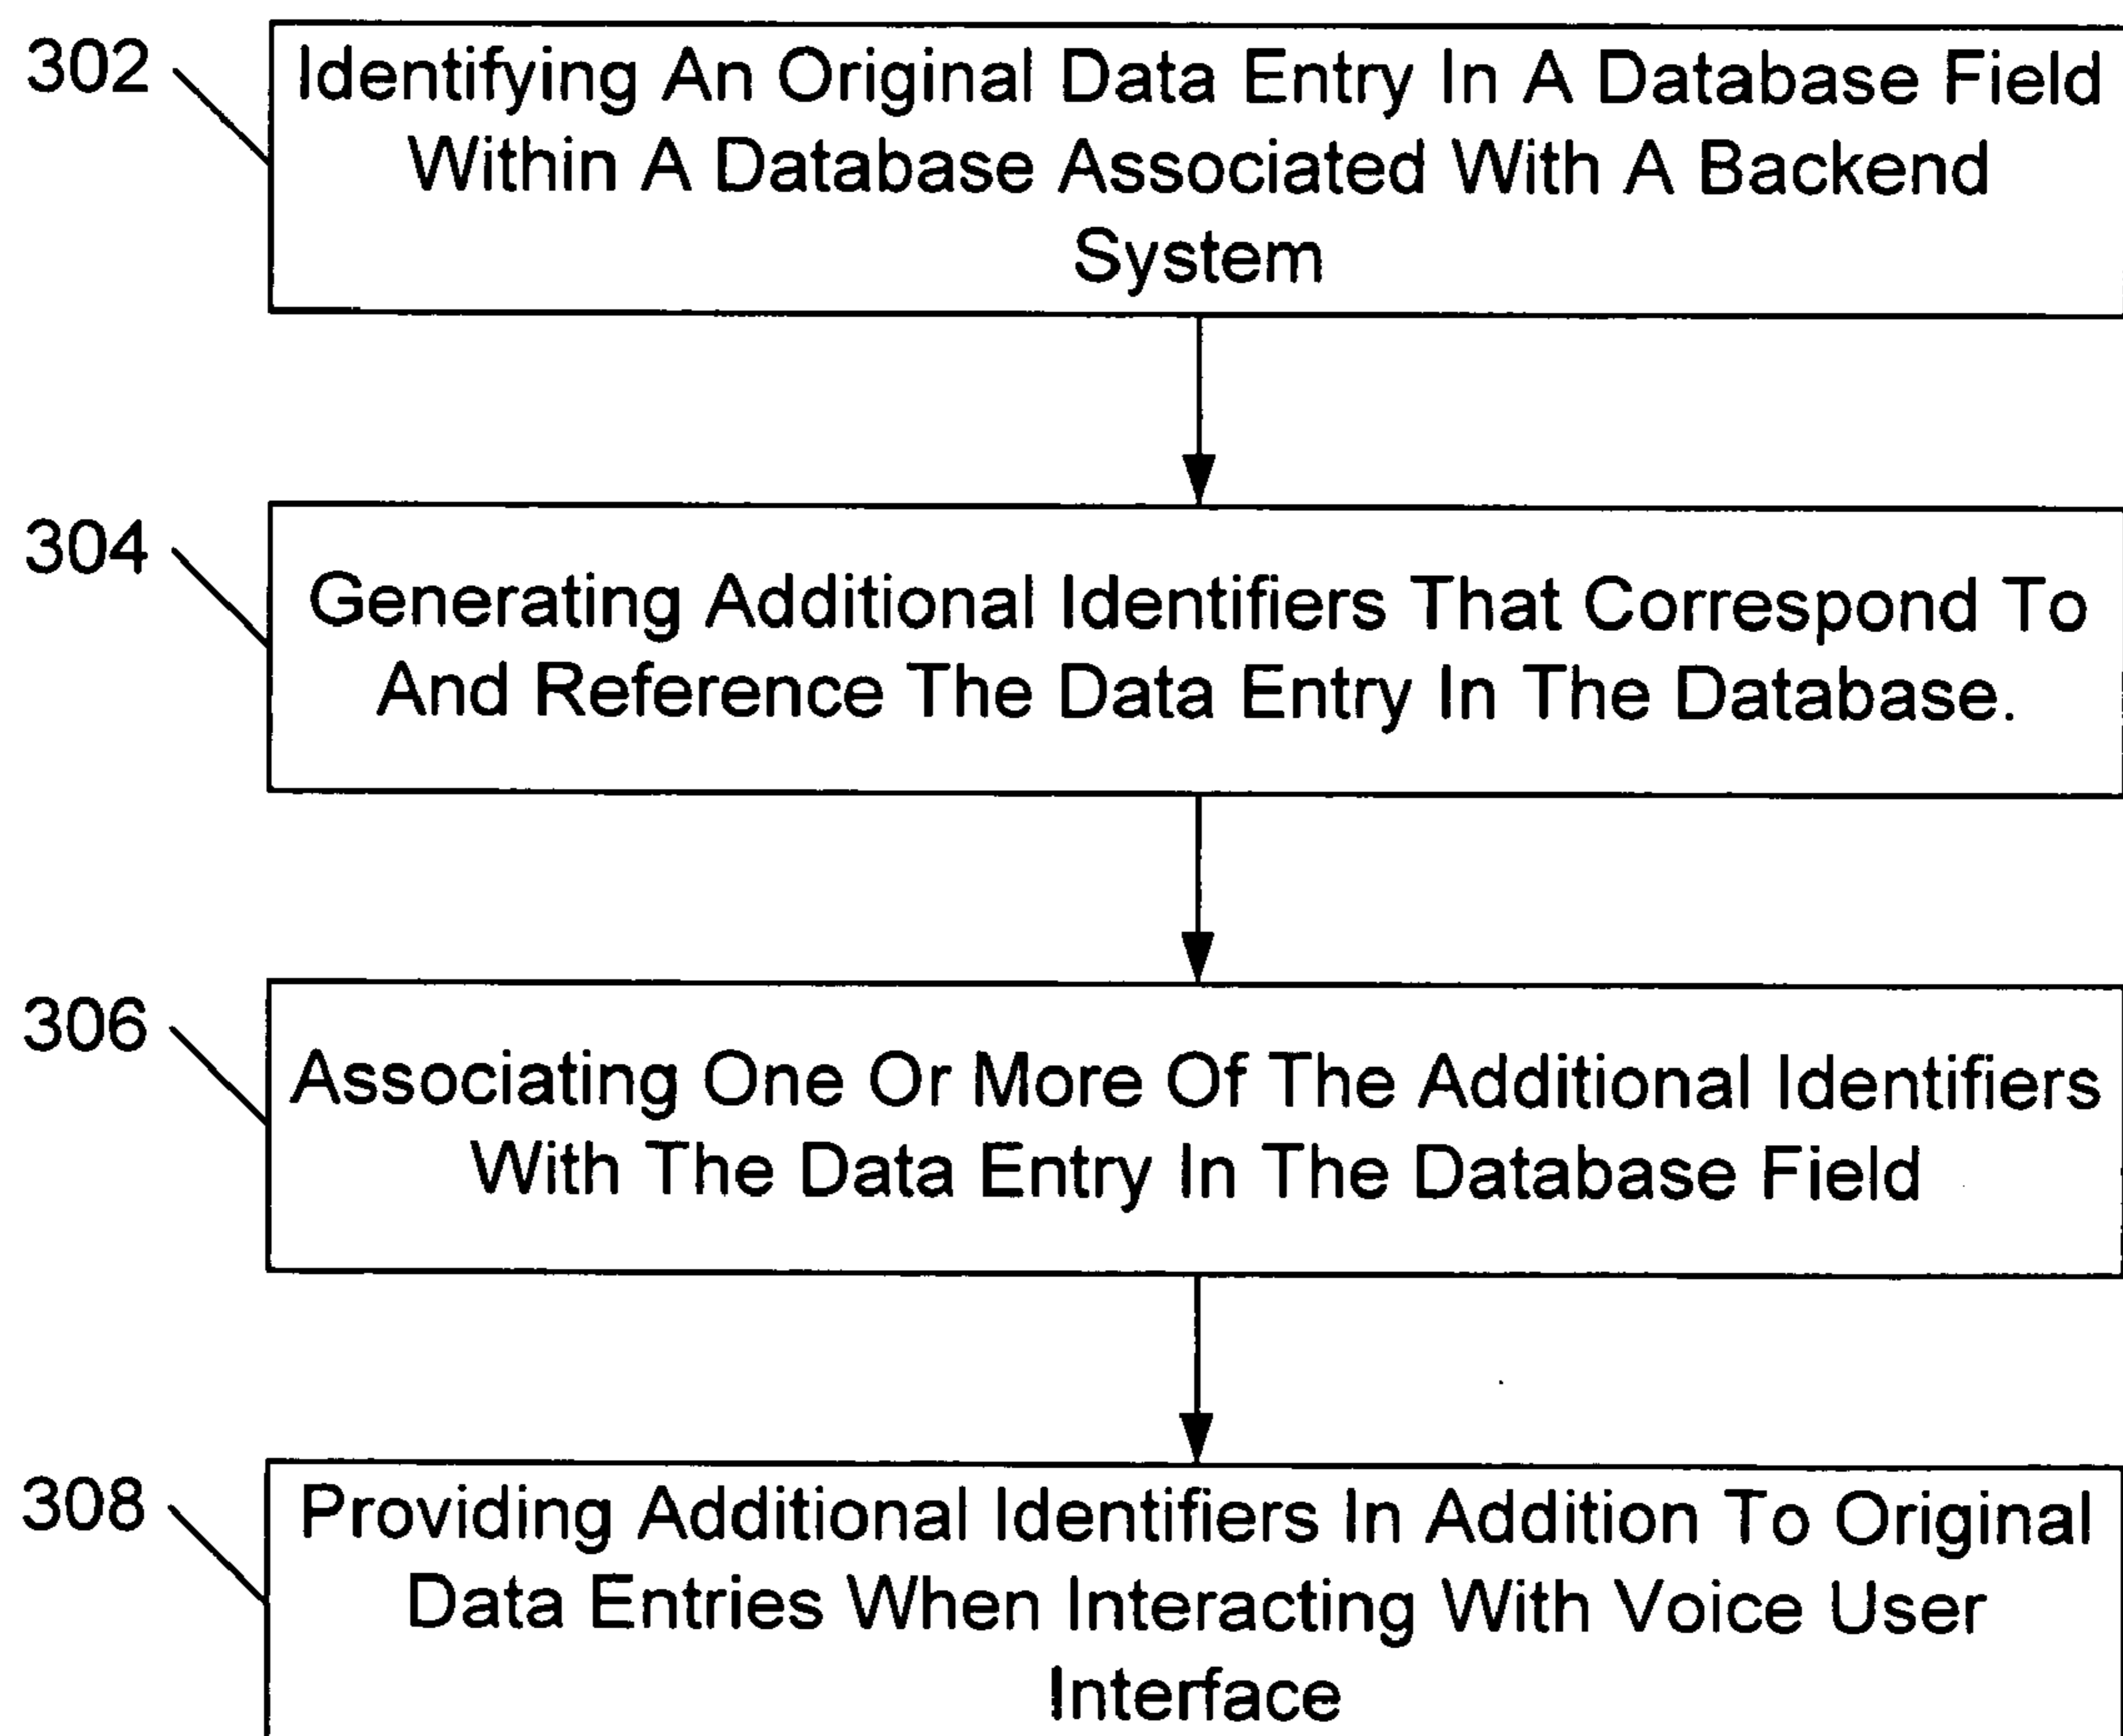 302
Identifying An Original Data Entry In A Database Field
Within A Database Associated With A Backend
System
304
Generating Additional Identifiers That Correspond To
And Reference The Data Entry In The Database.
306
Associating One Or More Of The Additional Identifiers
With The Data Entry In The Database Field
308
Providing Additional Identifiers In Addition To Original
Data Entries When Interacting With Voice User
Interface